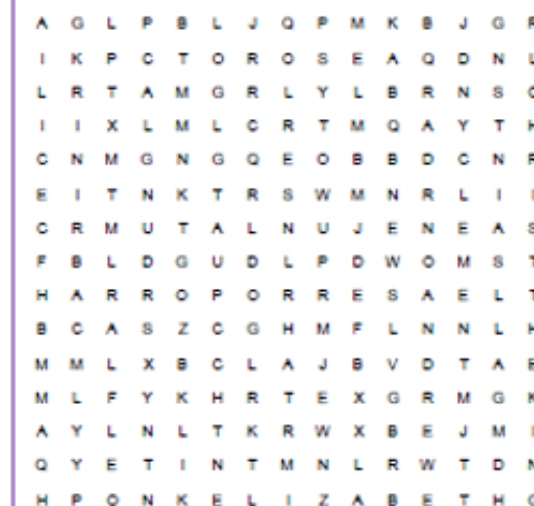 A G L P B L J Q P M K B J G
I K P C T O R O S E A Q D N
L R T A M G R L Y L B R N S
I I X L M L C R T M Q A Y T
C N M G N G Q E O B B D C N
E I T N K T R S W M N R L I
C R M U T A L N U J E N E A
F B L D G U D L P D W O M S
H A R R O P O R R E S A E L
B C A S Z C G H M F L N N L
M M L X B C L A J B V D T A
M L F Y K H R T E X G R M G
A Y L N L T K R W X B E J M
Q Y E T I N T M N L R W T D
H P O N K E L I Z A B E T H